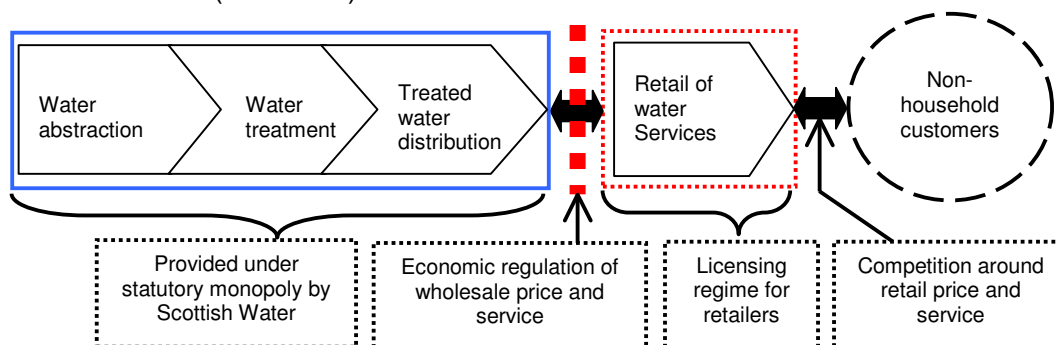 Water
abstraction
Water
treatment
Treated
water
distribution
Retail of
water
Services
Non-
household
customers
Provided under
statutory monopoly by
Scottish Water
Economic regulation of
wholesale price and
service
Licensing
regime for
retailers
Competition around
retail price and
service